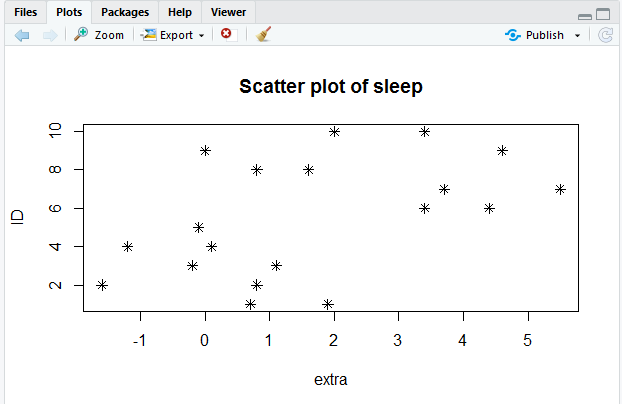 Files Plots Packages Help Viewer
Zoom Export Publish
Scatter plot of sleep
ID
10
8
6
4
2
-1 0 1 2 3 4 5
extra